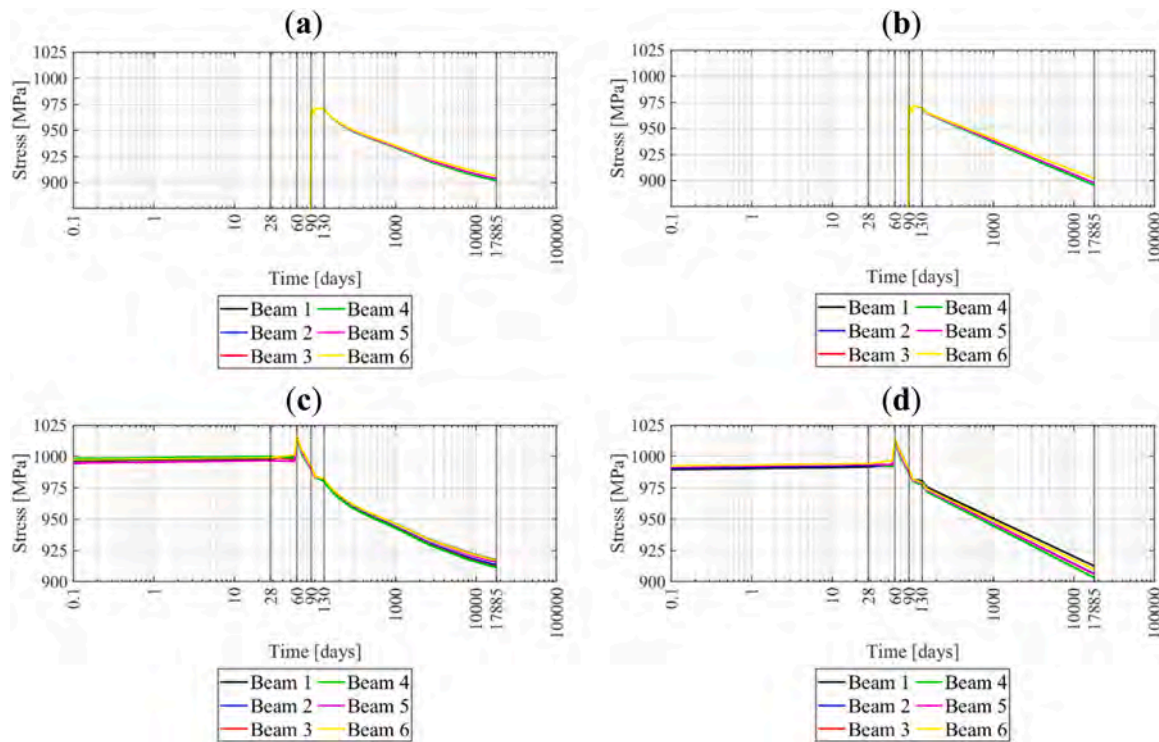 (a)
1025
1000
975
950
925
900
Stress [MPa]
0.1
1
10
28
60
90
130
1000
10000
17885
100000
Time [days]
Beam 1
Beam 4
Beam 2
Beam 5
Beam 3
Beam 6
(b)
1025
1000
975
950
925
900
Stress [MPa]
0.1
1
10
28
60
90
130
1000
10000
17885
100000
Time [days]
Beam 1
Beam 4
Beam 2
Beam 5
Beam 3
Beam 6
(c)
1025
1000
975
950
925
900
Stress [MPa]
0.1
1
10
28
60
90
130
1000
10000
17885
100000
Time [days]
Beam 1
Beam 4
Beam 2
Beam 5
Beam 3
Beam 6
(d)
1025
1000
975
950
925
900
Stress [MPa]
0.1
1
10
28
60
90
130
1000
10000
17885
100000
Time [days]
Beam 1
Beam 4
Beam 2
Beam 5
Beam 3
Beam 6